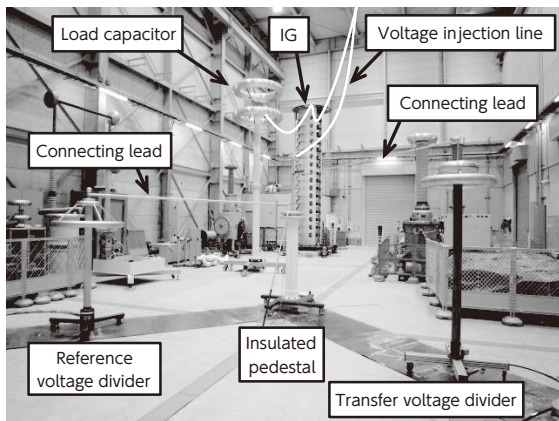 Load capacitor
IG
Voltage injection line
Connecting lead
Connecting lead
Reference
voltage divider
Insulated
pedestal
Transfer voltage divider